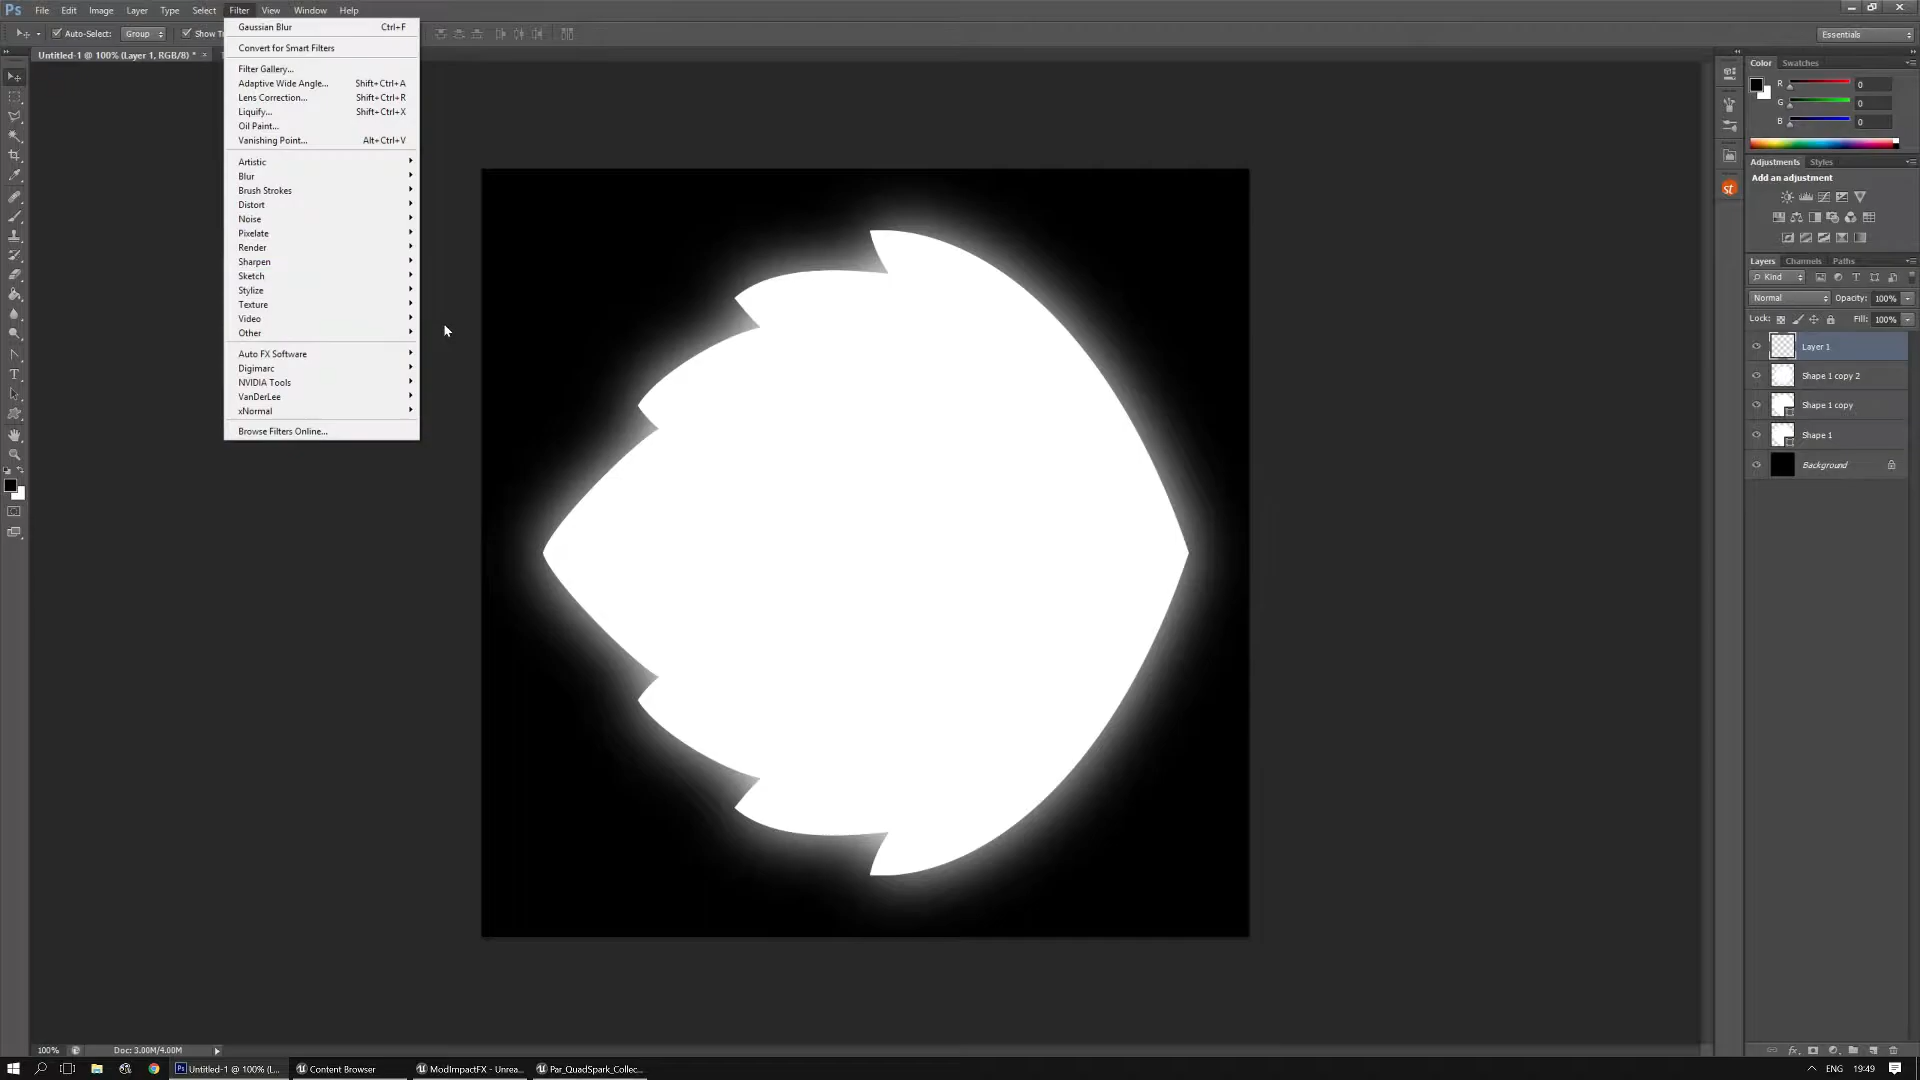 Ps File Edit Image Layer Type Select Filter View Window Help
Auto-Select: Group Show Tr
Essentials
Untitled-1 @ 100% (Layer 1, RGB/8) * ×
Gaussian Blur Ctrl+F
Convert for Smart Filters
Filter Gallery...
Adaptive Wide Angle... Shift+Ctrl+A
Lens Correction... Shift+Ctrl+R
Liquify... Shift+Ctrl+X
Oil Paint...
Vanishing Point... Alt+Ctrl+V
Artistic
Blur
Brush Strokes
Distort
Noise
Pixelate
Render
Sharpen
Sketch
Stylize
Texture
Video
Other
Auto FX Software
Digimarc
NVIDIA Tools
VanDerLee
xNormal
Browse Filters Online...
Color Swatches
R 0
G 0
B 0
Adjustments Styles
Add an adjustment
st
Layers Channels Paths
Kind
Normal Opacity: 100%
Lock: Fill: 100%
Layer 1
Shape 1 copy 2
Shape 1 copy
Shape 1
Background
fx
100% Doc: 3.00M/4.00M
Untitled-1 @ 100% (L... Content Browser ModImpactFX - Unrea... Par_QuadSpark_Collec... ENG 19:49